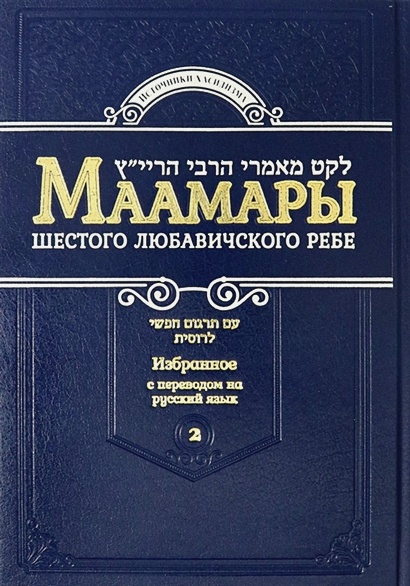 Источники хасидизма
לקט מאמרי הרבי הריי״ץ
Маамары
шестого любавичского ребе
עם תרגום חפשי
לרוסית
Избранное
с переводом на
русский язык
2